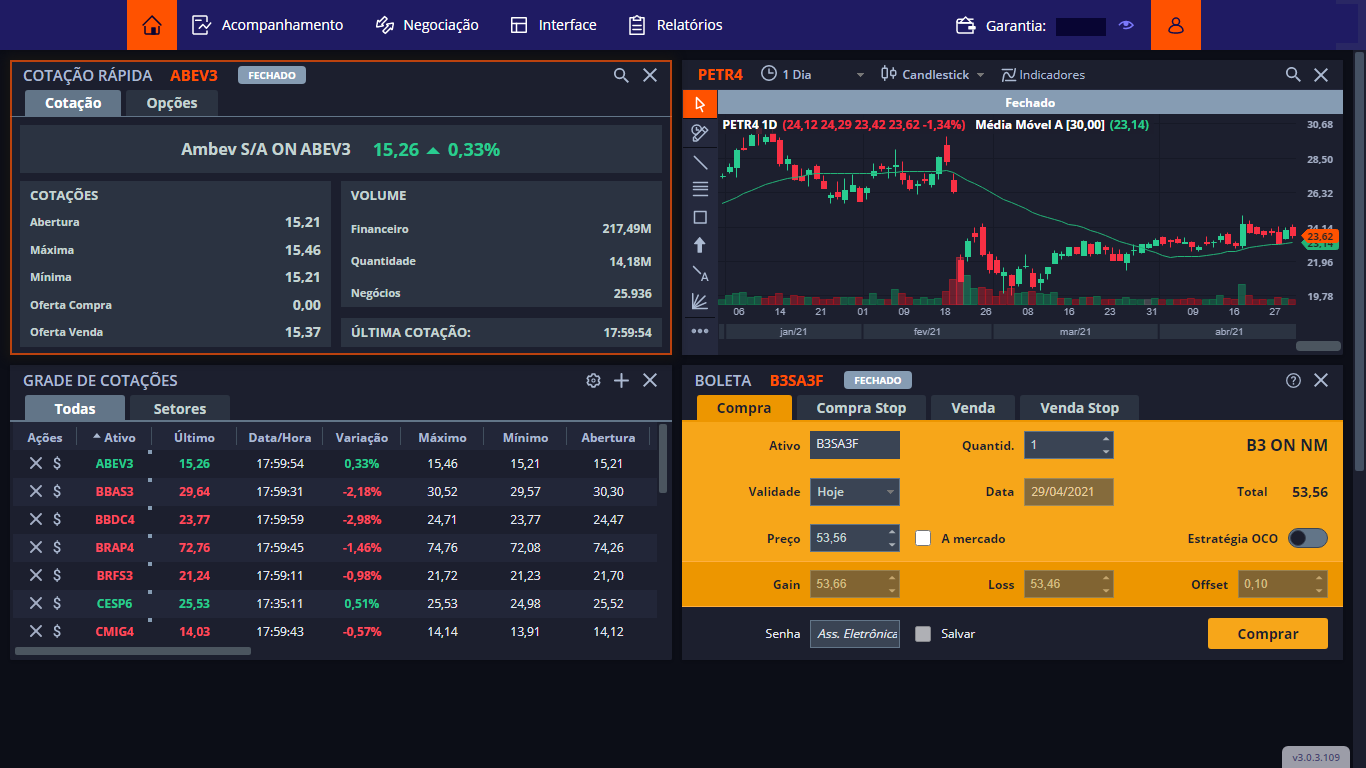 Acompanhamento Negociação Interface Relatórios Garantia:
COTAÇÃO RÁPIDA ABEV3 FECHADO
Cotação Opções
Ambev S/A ON ABEV3 15,26 0,33%
COTAÇÕES
Abertura 15,21
Máxima 15,46
Mínima 15,21
Oferta Compra 0,00
Oferta Venda 15,37
VOLUME
Financeiro 217,49M
Quantidade 14,18M
Negócios 25.936
ÚLTIMA COTAÇÃO: 17:59:54
PETR4 1 Dia Candlestick Indicadores
Fechado
PETR4 1D (24,12 24,29 23,42 23,62 -1,34%) Média Móvel A [30,00] (23,14)
30,68
28,50
26,32
24,14
23,62
23,14
21,96
19,78
06 14 21 01 09 18 26 08 16 23 31 09 16 27
jan/21 fev/21 mar/21 abr/21
GRADE DE COTAÇÕES
Todas Setores
Ações Ativo Último Data/Hora Variação Máximo Mínimo Abertura
ABEV3 15,26 17:59:54 0,33% 15,46 15,21 15,21
BBAS3 29,64 17:59:31 -2,18% 30,52 29,57 30,30
BBDC4 23,77 17:59:59 -2,98% 24,71 23,77 24,47
BRAP4 72,76 17:59:45 -1,46% 74,76 72,08 74,26
BRFS3 21,24 17:59:11 -0,98% 21,72 21,23 21,70
CESP6 25,53 17:35:11 0,51% 25,53 24,98 25,52
CMIG4 14,03 17:59:43 -0,57% 14,14 13,91 14,12
BOLETA B3SA3F FECHADO
Compra Compra Stop Venda Venda Stop
Ativo B3SA3F Quantid. 1 B3 ON NM
Validade Hoje Data 29/04/2021 Total 53,56
Preço 53,56 A mercado Estratégia OCO
Gain 53,66 Loss 53,46 Offset 0,10
Senha Ass. Eletrônica Salvar Comprar
v3.0.3.109